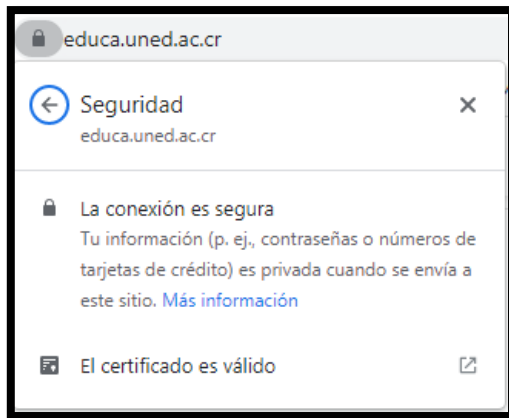 educa.uned.ac.cr
Seguridad
educa.uned.ac.cr
La conexión es segura
Tu información (p. ej., contraseñas o números de
tarjetas de crédito) es privada cuando se envía a
este sitio. Más información
El certificado es válido